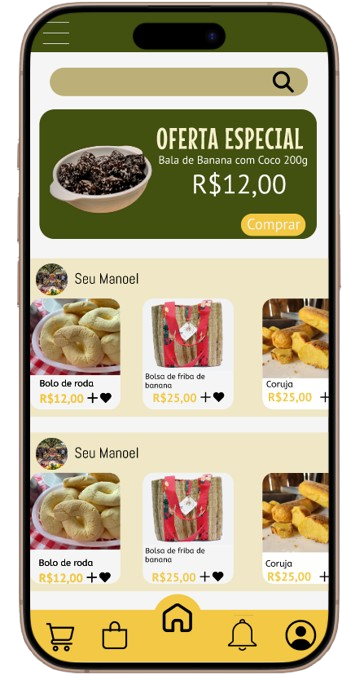 OFERTA ESPECIAL
Bala de Banana com Coco 200g
R$12,00
Comprar
Seu Manoel
Bolo de roda
R$12,00
Bolsa de friba de
banana
R$25,00
Coruja
R$25,00
Seu Manoel
Bolo de roda
R$12,00
Bolsa de friba de
banana
R$25,00
Coruja
R$25,00